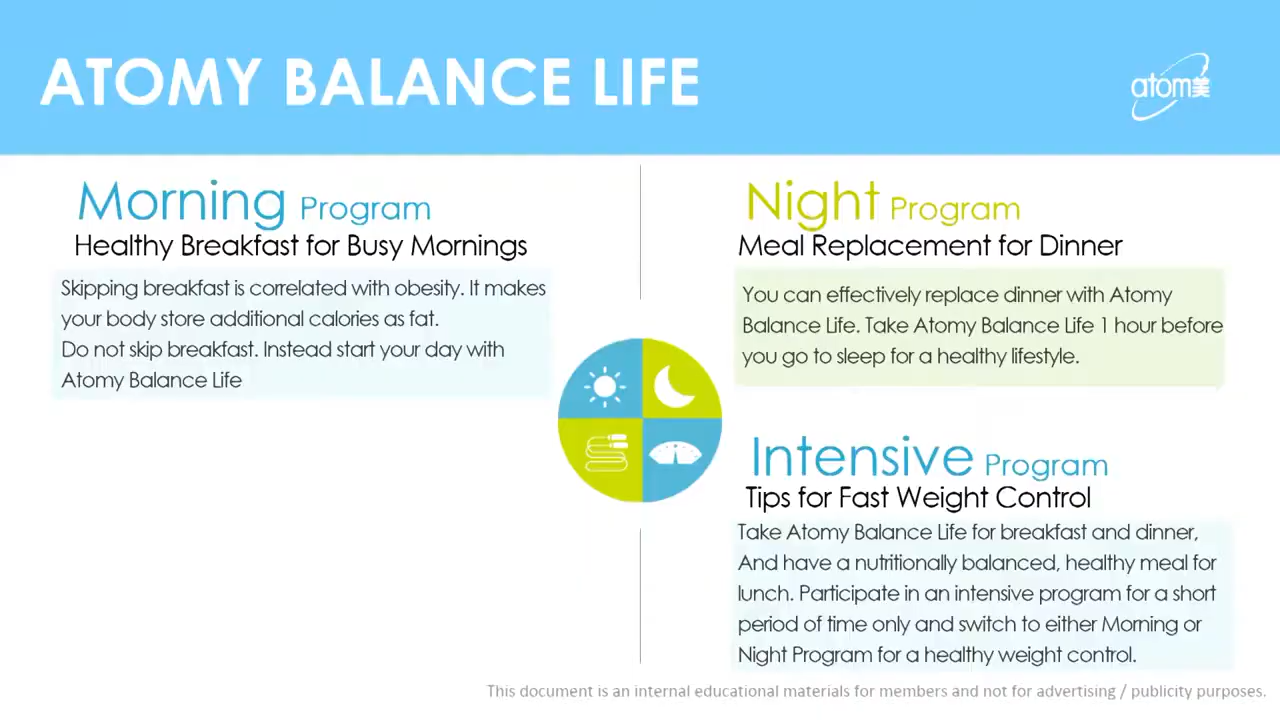 ATOMY BALANCE LIFE
atom美
Morning Program
Healthy Breakfast for Busy Mornings
Skipping breakfast is correlated with obesity. It makes
your body store additional calories as fat.
Do not skip breakfast. Instead start your day with
Atomy Balance Life
Night Program
Meal Replacement for Dinner
You can effectively replace dinner with Atomy
Balance Life. Take Atomy Balance Life 1 hour before
you go to sleep for a healthy lifestyle.
Intensive Program
Tips for Fast Weight Control
Take Atomy Balance Life for breakfast and dinner,
And have a nutritionally balanced, healthy meal for
lunch. Participate in an intensive program for a short
period of time only and switch to either Morning or
Night Program for a healthy weight control.
This document is an internal educational materials for members and not for advertising / publicity purposes.